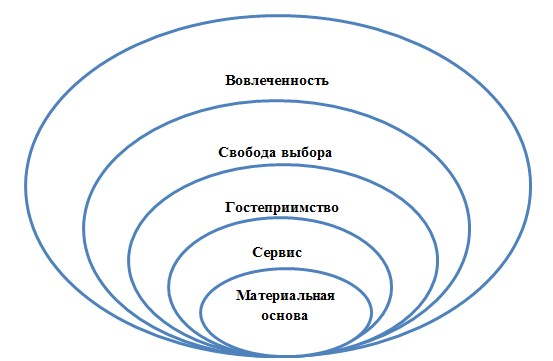 Вовлеченность
Свобода выбора
Гостеприимство
Сервис
Материальная
основа